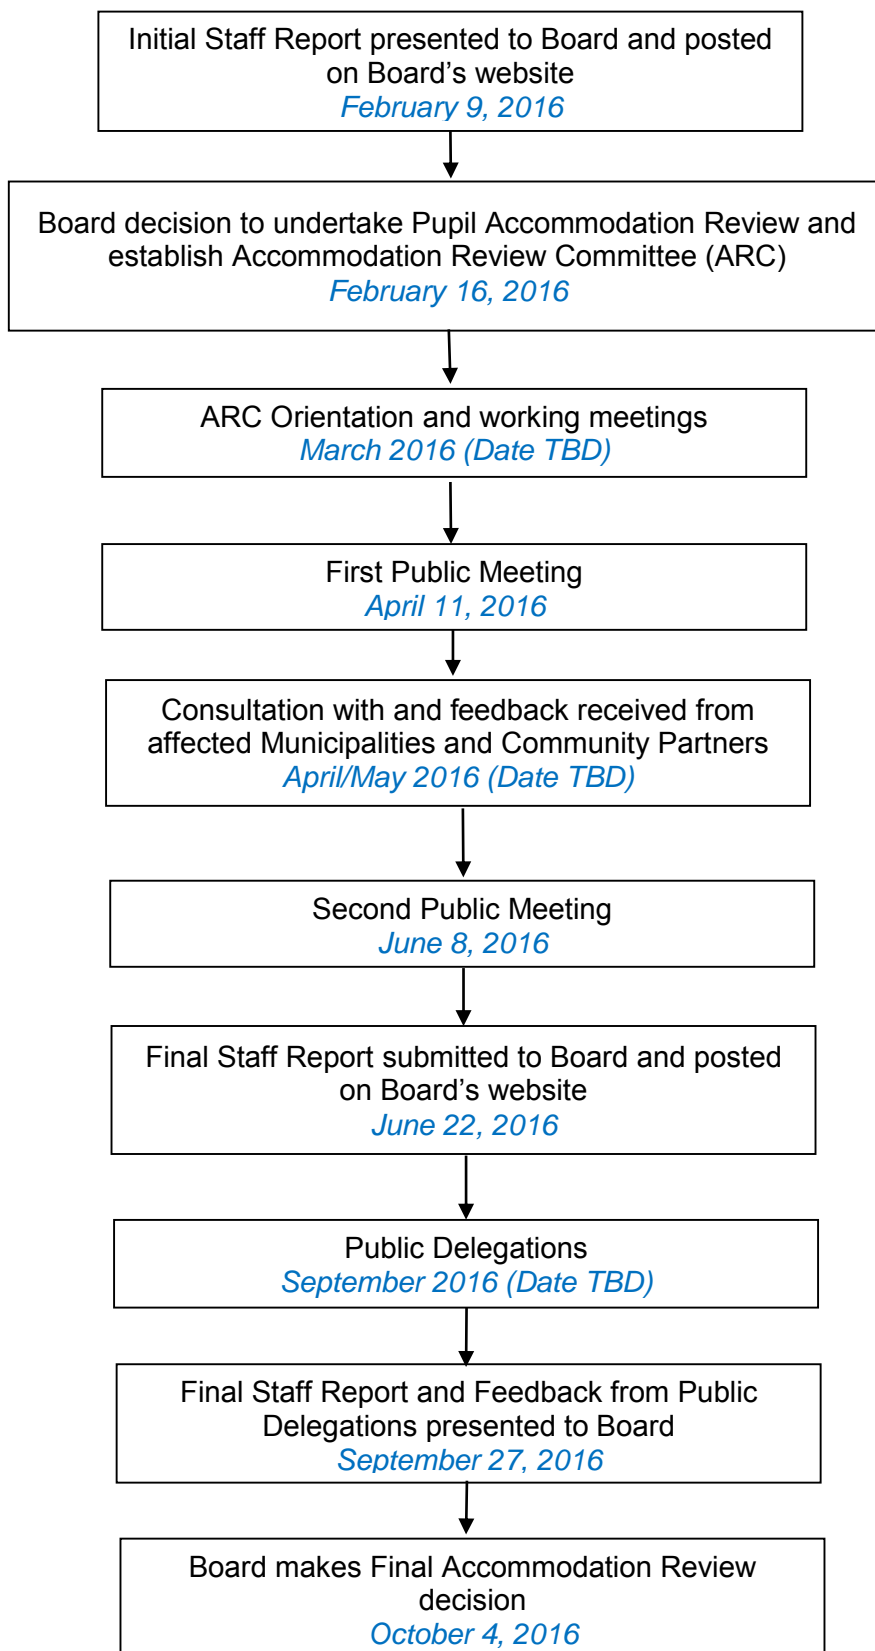 Initial Staff Report presented to Board and posted
on Board’s website
February 9, 2016
Board decision to undertake Pupil Accommodation Review and
establish Accommodation Review Committee (ARC)
February 16, 2016
ARC Orientation and working meetings
March 2016 (Date TBD)
First Public Meeting
April 11, 2016
Consultation with and feedback received from
affected Municipalities and Community Partners
April/May 2016 (Date TBD)
Second Public Meeting
June 8, 2016
Final Staff Report submitted to Board and posted
on Board’s website
June 22, 2016
Public Delegations
September 2016 (Date TBD)
Final Staff Report and Feedback from Public
Delegations presented to Board
September 27, 2016
Board makes Final Accommodation Review
decision
October 4, 2016